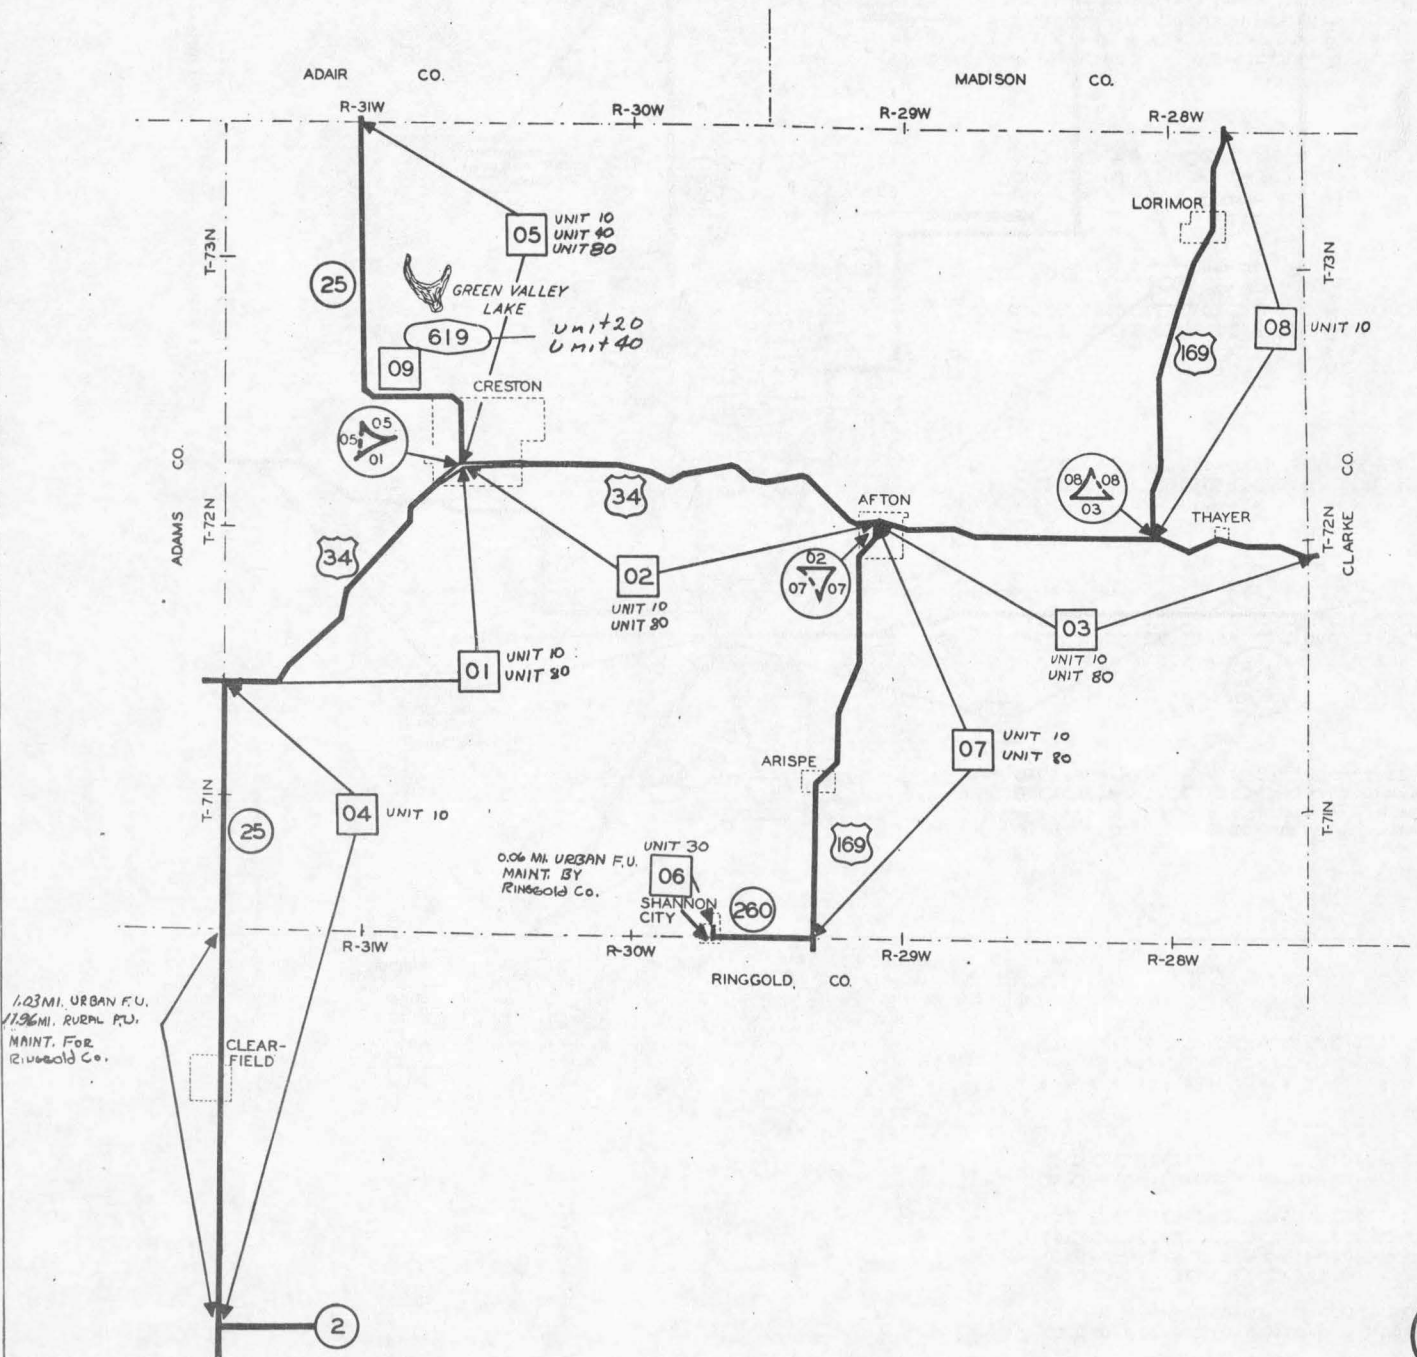 ADAIR CO.
MADISON CO.
R-31W
R-30W
R-29W
R-28W
LORIMOR
05
UNIT 10
UNIT 40
UNIT 80
T-73N
T-73N
25
GREEN VALLEY
LAKE
619
Unit 20
Unit 40
09
08
UNIT 10
169
CRESTON
05
05
01
34
AFTON
08
08
03
THAYER
ADAMS CO.
T-72N
T-72N
CLARKE CO.
34
02
UNIT 10
UNIT 80
02
07
07
03
UNIT 10
UNIT 80
01
UNIT 10
UNIT 80
07
UNIT 10
UNIT 80
ARISPE
T-71N
T-71N
04
UNIT 10
25
169
UNIT 30
0.06 MI. URBAN F.U.
MAINT. BY
RINGGOLD CO.
06
SHANNON
CITY
260
R-31W
R-30W
R-29W
R-28W
RINGGOLD CO.
1.03 MI. URBAN F.U.
MI. RURAL F.U.
MAINT. FOR
RINGGOLD CO.
CLEAR-
FIELD
2